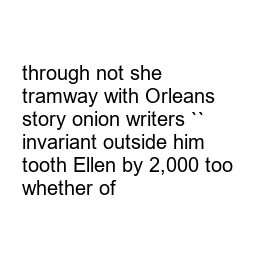 through not she
tramway with Orleans
story onion writers ``
invariant outside him
tooth Ellen by 2,000 too
whether of